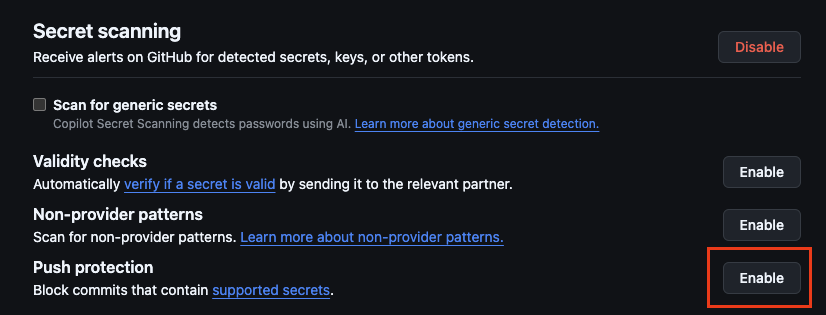 Secret scanning
Receive alerts on GitHub for detected secrets, keys, or other tokens.
Disable
Scan for generic secrets
Copilot Secret Scanning detects passwords using AI. Learn more about generic secret detection.
Validity checks
Automatically verify if a secret is valid by sending it to the relevant partner.
Enable
Non-provider patterns
Scan for non-provider patterns. Learn more about non-provider patterns.
Enable
Push protection
Block commits that contain supported secrets.
Enable